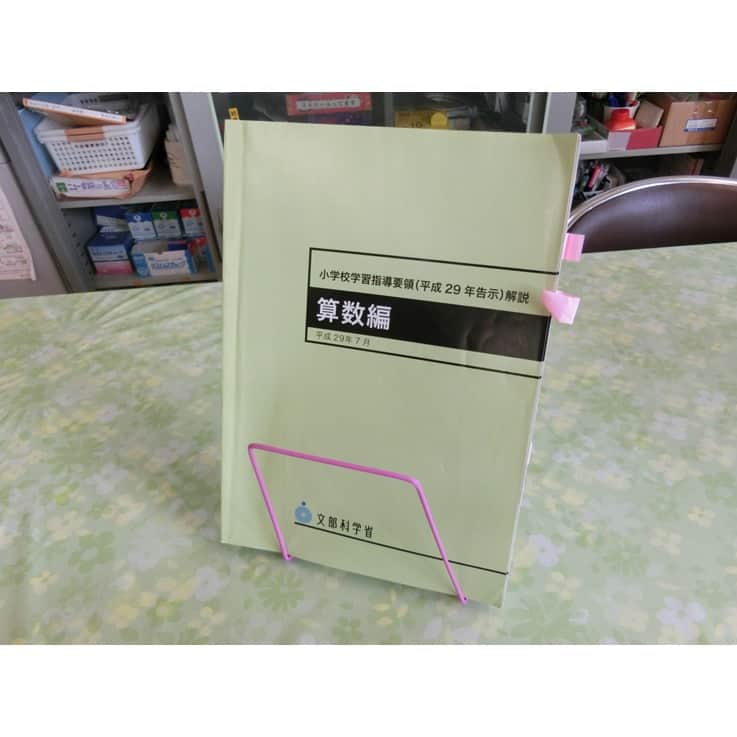 小学校学習指導要領(平成29年告示)解説
算数編
平成29年7月
文部科学省